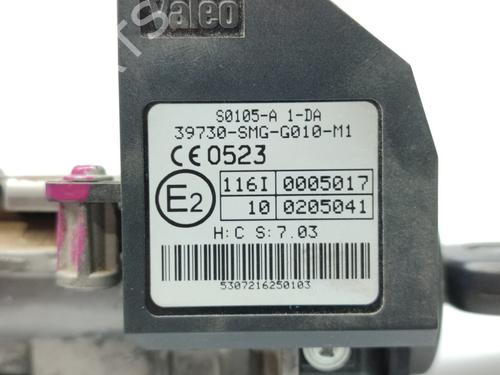 Valeo
S0105-A 1-DA
39730-SMG-G010-M1
CE 0523
E2
116I 0005017
10 0205041
H:C S:7.03
5307216250103